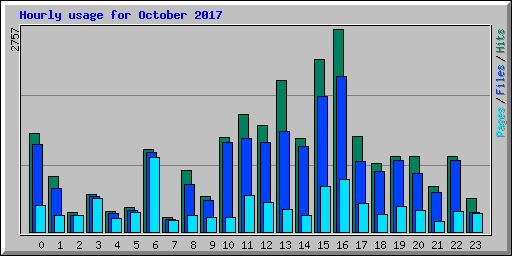 Hourly usage for October 2017
2757
Pages / Files / Hits
0 1 2 3 4 5 6 7 8 9 10 11 12 13 14 15 16 17 18 19 20 21 22 23